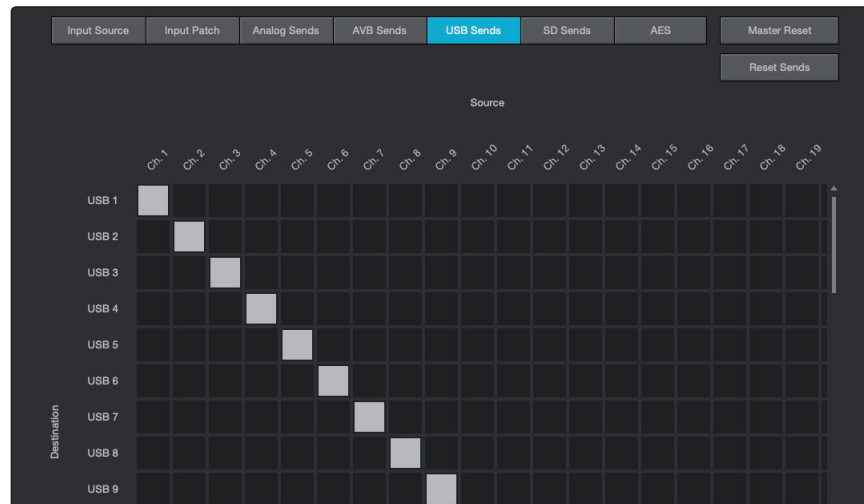 Input Source Input Patch Analog Sends AVB Sends USB Sends SD Sends AES Master Reset
Reset Sends
Source
Ch. 1 Ch. 2 Ch. 3 Ch. 4 Ch. 5 Ch. 6 Ch. 7 Ch. 8 Ch. 9 Ch. 10 Ch. 11 Ch. 12 Ch. 13 Ch. 14 Ch. 15 Ch. 16 Ch. 17 Ch. 18 Ch. 19
USB 1
USB 2
USB 3
USB 4
USB 5
USB 6
USB 7
USB 8
USB 9
Destination